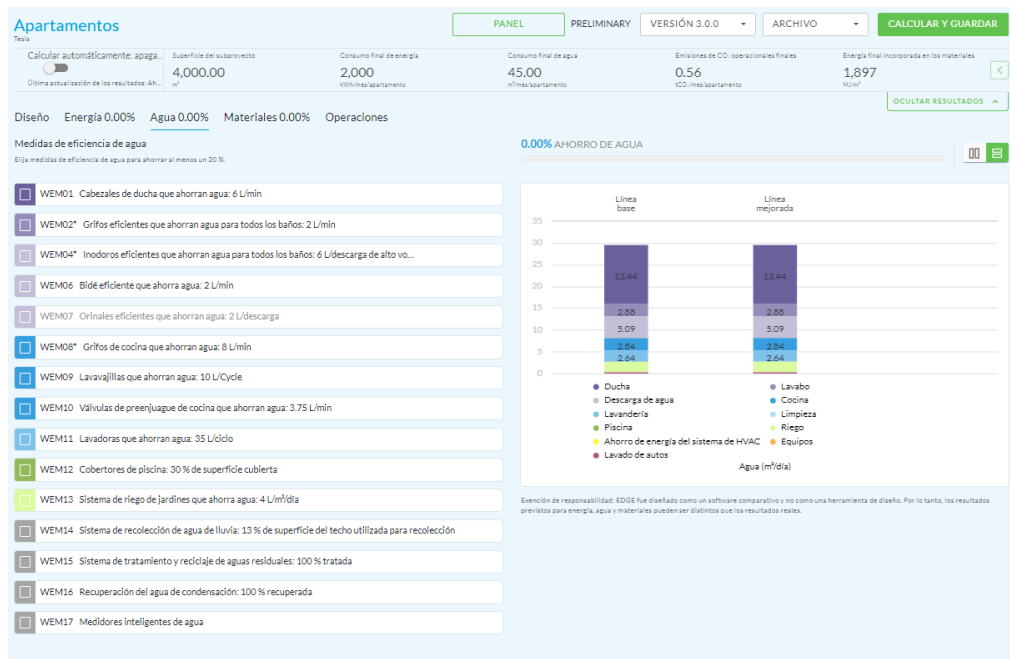 Apartamentos
Tesis
PANEL
PRELIMINARY
VERSIÓN 3.0.0
ARCHIVO
CALCULAR Y GUARDAR
Calcular automáticamente: apaga...
Última actualización de los resultados: Ah...
Superficie del subproyecto
4,000.00
m²
Consumo final de energía
2,000
kWh/mes/apartamento
Consumo final de agua
45.00
m³/mes/apartamento
Emisiones de CO₂ operacionales finales
0.56
tCO₂/mes/apartamento
Energía final incorporada en los materiales
1,897
MJ/m²
OCULTAR RESULTADOS
Diseño
Energía 0.00%
Agua 0.00%
Materiales 0.00%
Operaciones
Medidas de eficiencia de agua
Elija medidas de eficiencia de agua para ahorrar al menos un 20 %.
0.00% AHORRO DE AGUA
WEM01 Cabezales de ducha que ahorran agua: 6 L/min
WEM02* Grifos eficientes que ahorran agua para todos los baños: 2 L/min
WEM04* Inodoros eficientes que ahorran agua para todos los baños: 6 L/descarga de alto vo...
WEM06 Bidé eficiente que ahorra agua: 2 L/min
WEM07 Orinales eficientes que ahorran agua: 2 L/descarga
WEM08* Grifos de cocina que ahorran agua: 8 L/min
WEM09 Lavavajillas que ahorran agua: 10 L/Cycle
WEM10 Válvulas de preenjuague de cocina que ahorran agua: 3.75 L/min
WEM11 Lavadoras que ahorran agua: 35 L/ciclo
WEM12 Cobertores de piscina: 30 % de superficie cubierta
WEM13 Sistema de riego de jardines que ahorra agua: 4 L/m²/día
WEM14 Sistema de recolección de agua de lluvia: 13 % de superficie del techo utilizada para recolección
WEM15 Sistema de tratamiento y reciclaje de aguas residuales: 100 % tratada
WEM16 Recuperación del agua de condensación: 100 % recuperada
WEM17 Medidores inteligentes de agua
Línea
base
Línea
mejorada
35
30
25
20
15
10
5
0
13.44
2.88
5.09
2.84
2.64
13.44
2.88
5.09
2.84
2.64
Ducha
Lavabo
Descarga de agua
Cocina
Lavandería
Limpieza
Piscina
Riego
Ahorro de energía del sistema de HVAC
Equipos
Lavado de autos
Agua (m³/día)
Exención de responsabilidad: EDGE fue diseñado como un software comparativo y no como una herramienta de diseño. Por lo tanto, los resultados
previstos para energía, agua y materiales pueden ser distintos que los resultados reales.